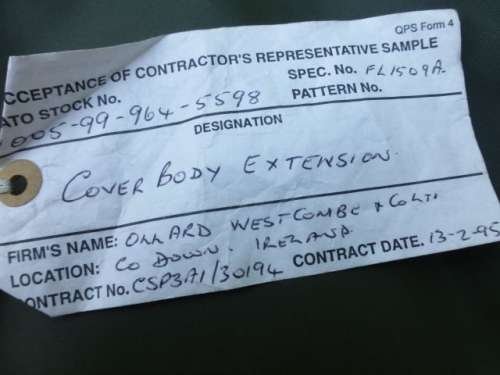 QPS Form 4
CCEPTANCE OF CONTRACTOR'S REPRESENTATIVE SAMPLE
ATO STOCK No. SPEC. No. FL1509A.
005-99-964-5598 PATTERN No.
DESIGNATION
COVER BODY EXTENSION.
FIRM'S NAME: OLLARD WESTCOMBE &
LOCATION: CO DOWN. IRELAND.
ONTRACT No. CSP3A1/30194 CONTRACT DATE. 13-2-95